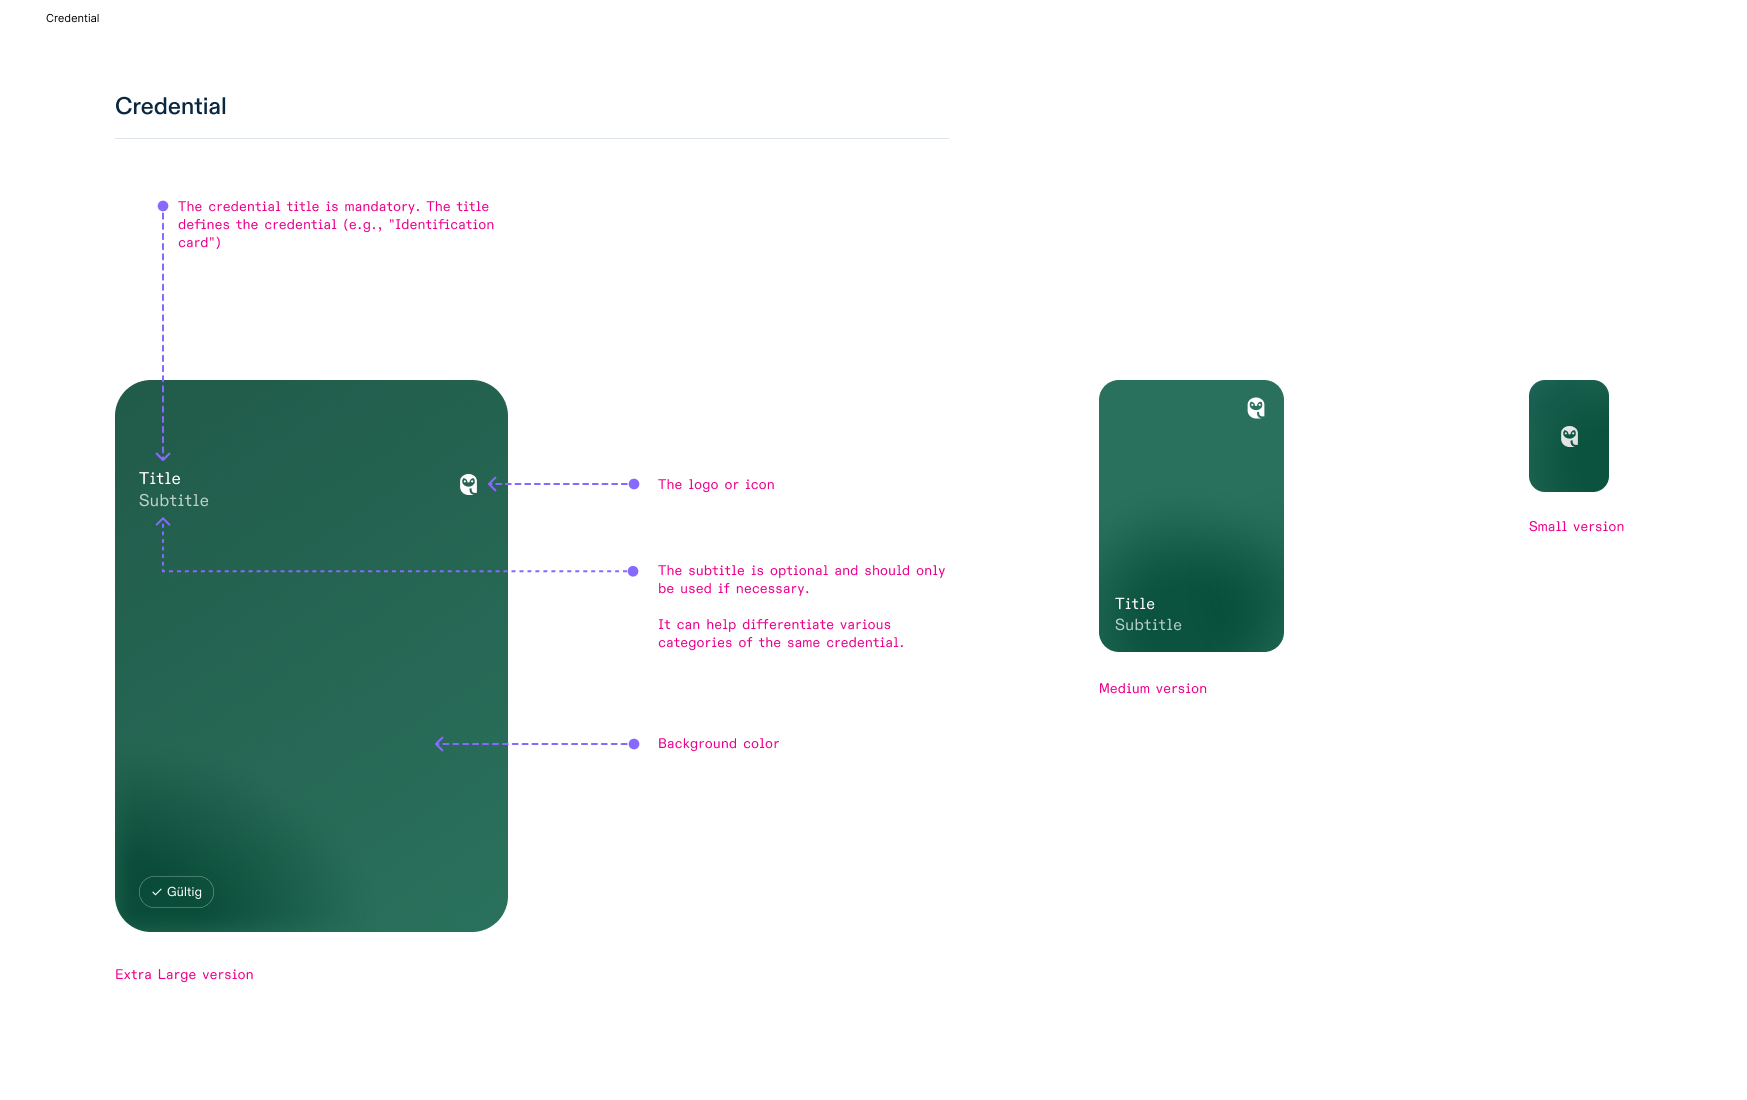 Credential
Credential
The credential title is mandatory. The title
defines the credential (e.g., "Identification
card")
Title
Subtitle
The logo or icon
The subtitle is optional and should only
be used if necessary.
It can help differentiate various
categories of the same credential.
Background color
Gültig
Extra Large version
Title
Subtitle
Medium version
Small version